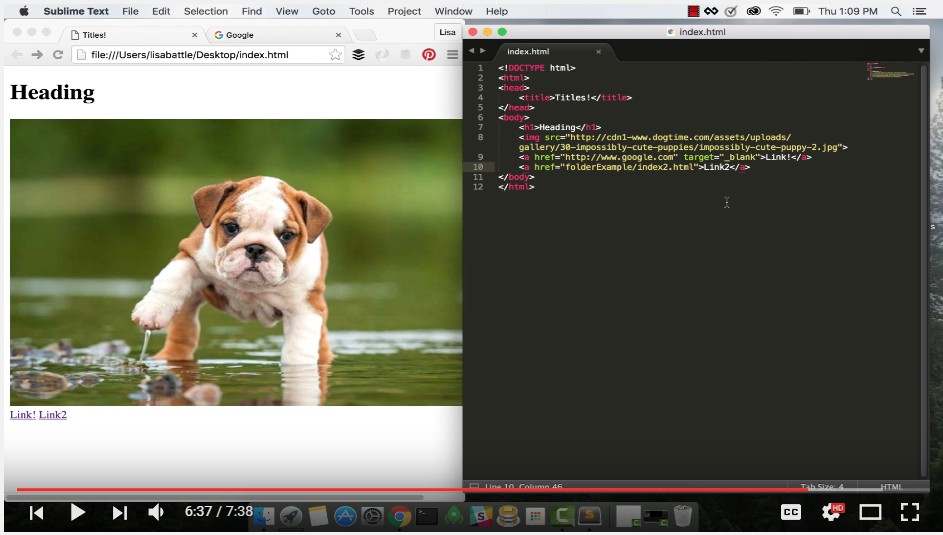 Sublime Text File Edit Selection Find View Goto Tools Project Window Help Thu 1:09 PM
Titles! × Google × Lisa
file:///Users/lisabattle/Desktop/index.html
Heading
Link! Link2
index.html
index.html ×
1 <!DOCTYPE html>
2 <html>
3 <head>
4 <title>Titles!</title>
5 </head>
6 <body>
7 <h1>Heading</h1>
8 <img src="http://cdn1-www.dogtime.com/assets/uploads/
gallery/30-impossibly-cute-puppies/impossibly-cute-puppy-2.jpg">
9 <a href="http://www.google.com" target="_blank">Link!</a>
10 <a href="folderExample/index2.html">Link2</a>
11 </body>
12 </html>
Line 10, Column 46 Tab Size: 4 HTML
6:37 / 7:38 CC HD